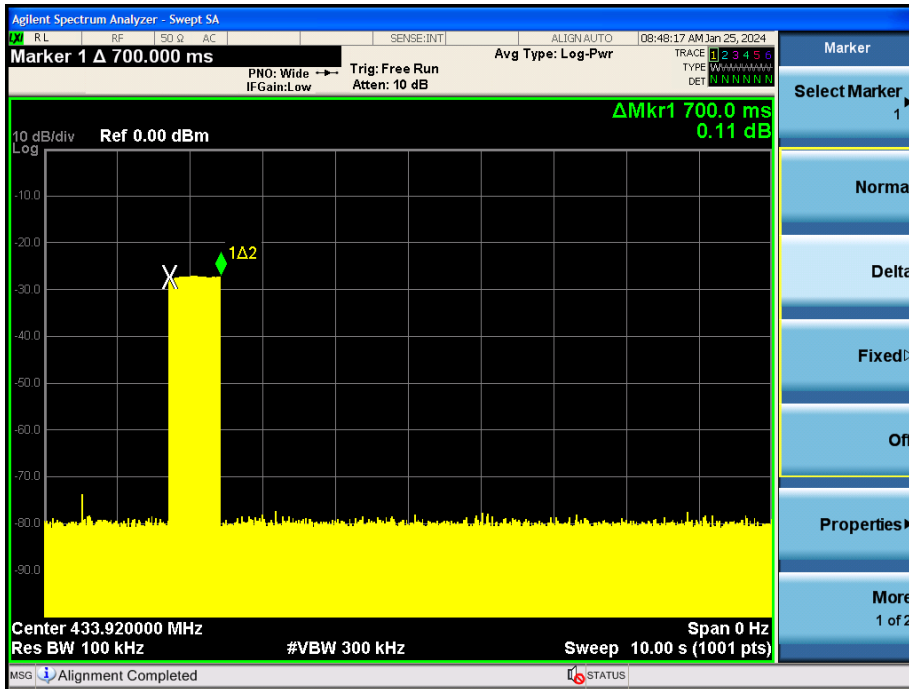 Agilent Spectrum Analyzer - Swept SA
LXI RL RF 50 Ω AC SENSE:INT ALIGN AUTO 08:48:17 AM Jan 25, 2024
Marker 1 Δ 700.000 ms
PNO: Wide Trig: Free Run
IFGain:Low Atten: 10 dB
Avg Type: Log-Pwr
TRACE 1 2 3 4 5 6
TYPE
DET N N N N N N
ΔMkr1 700.0 ms
0.11 dB
10 dB/div Ref 0.00 dBm
Log
-10.0
-20.0
1Δ2
-30.0
-40.0
-50.0
-60.0
-70.0
-80.0
-90.0
Center 433.920000 MHz Span 0 Hz
Res BW 100 kHz #VBW 300 kHz Sweep 10.00 s (1001 pts)
MSG Alignment Completed STATUS
Marker
Select Marker
1
Norma
Delta
Fixed
Off
Properties
More
1 of 2